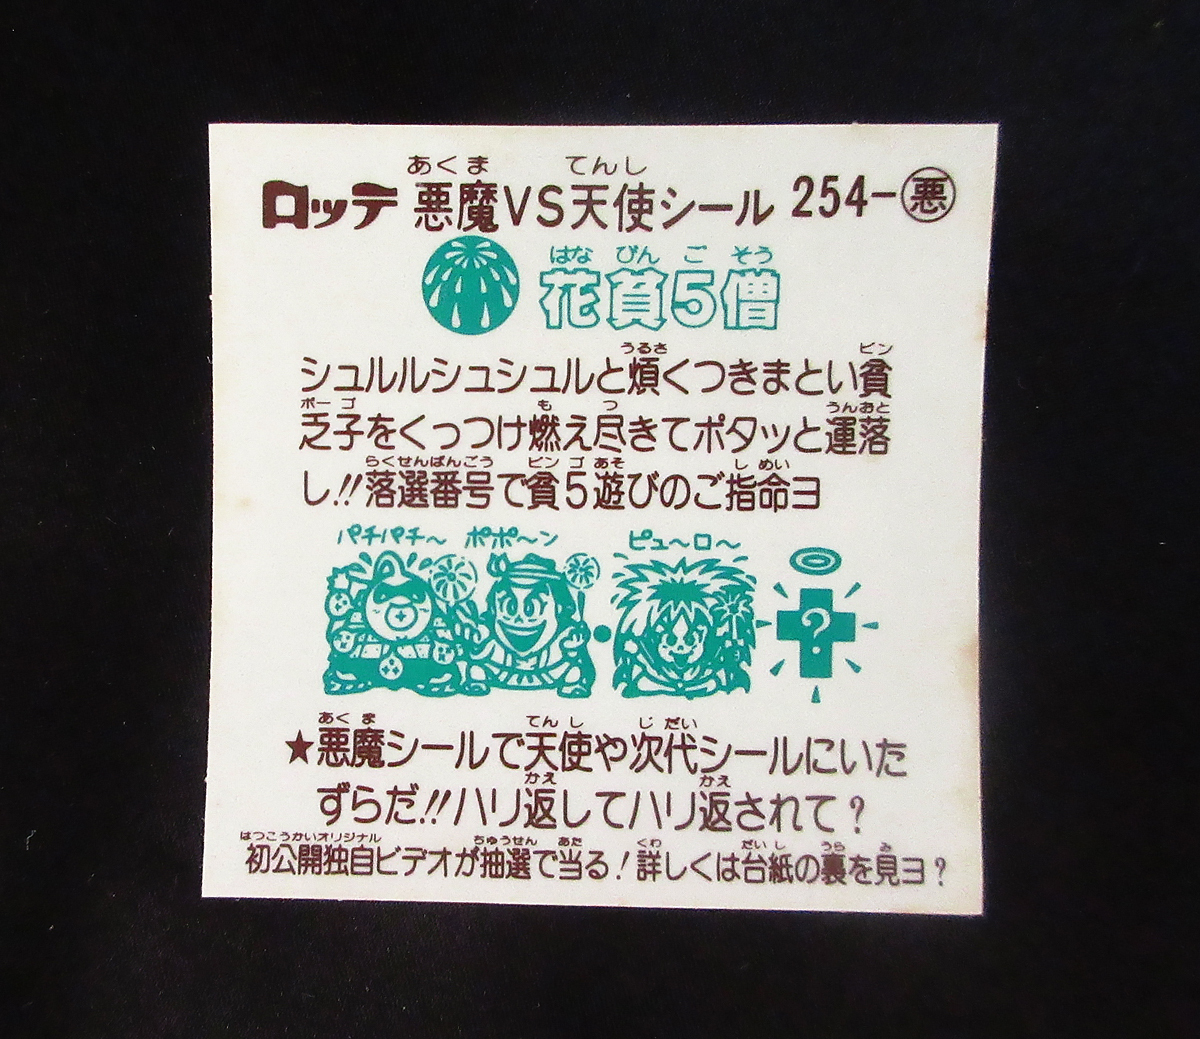 あくま てんし
ロッテ 悪魔VS天使シール 254-悪
はな びん ご そう
花貧5僧
うるさ ビン
シュルルシュシュルと煩くつきまとい貧
ボー ゴ も つ うんおと
乏子をくっつけ燃え尽きてポタッと運落
らくせんばんごう ビン ゴ あそ し めい
し!!落選番号で貧5遊びのご指命ヨ
パチパチ〜 ポポ〜ン ピュ〜ロ〜
?
あく ま てん し じ だい
★悪魔シールで天使や次代シールにいた
かえ かえ
ずらだ!!ハリ返してハリ返されて?
はつこうかいオリジナル ちゅうせん あた くわ だい し うら み
初公開独自ビデオが抽選で当る!詳しくは台紙の裏を見ヨ?